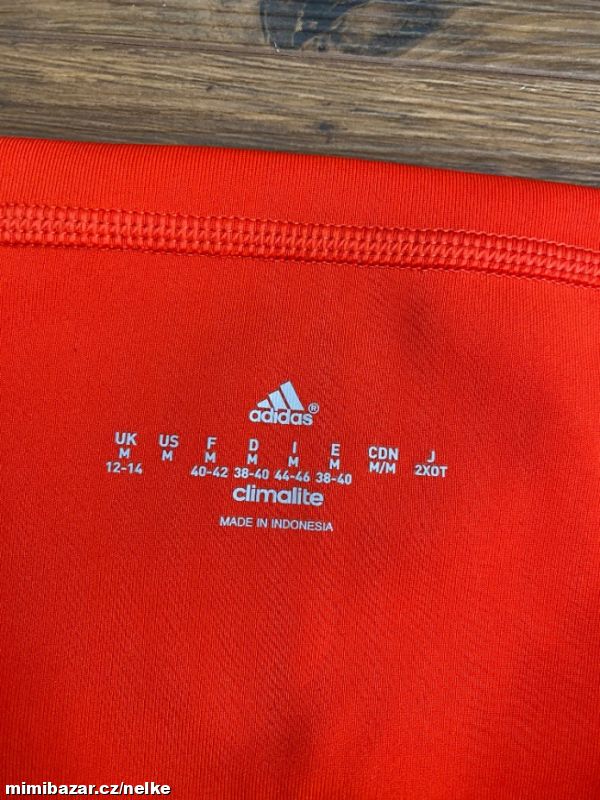 adidas®
UK US F D I E CDN J
M M M M M M M/M 2XOT
12-14 40-42 38-40 44-46 38-40
climalite
MADE IN INDONESIA
mimibazar.cz/nelke